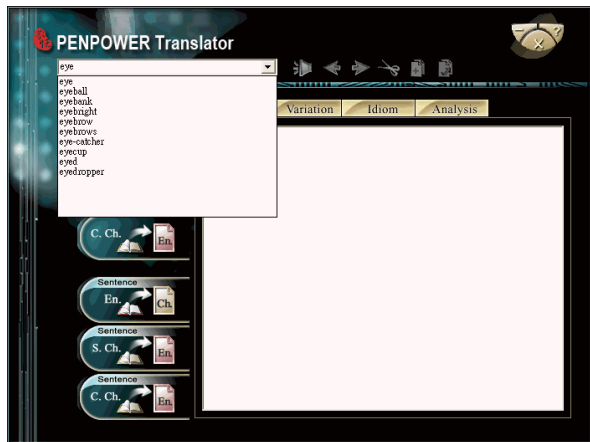 PENPOWER Translator
eye
eye
eyeball
eyebank
eyebright
eyebrow
eyebrows
eye-catcher
eyecup
eyed
eyedropper
Variation Idiom Analysis
C. Ch. En.
Sentence
En. Ch.
Sentence
S. Ch. En.
Sentence
C. Ch. En.